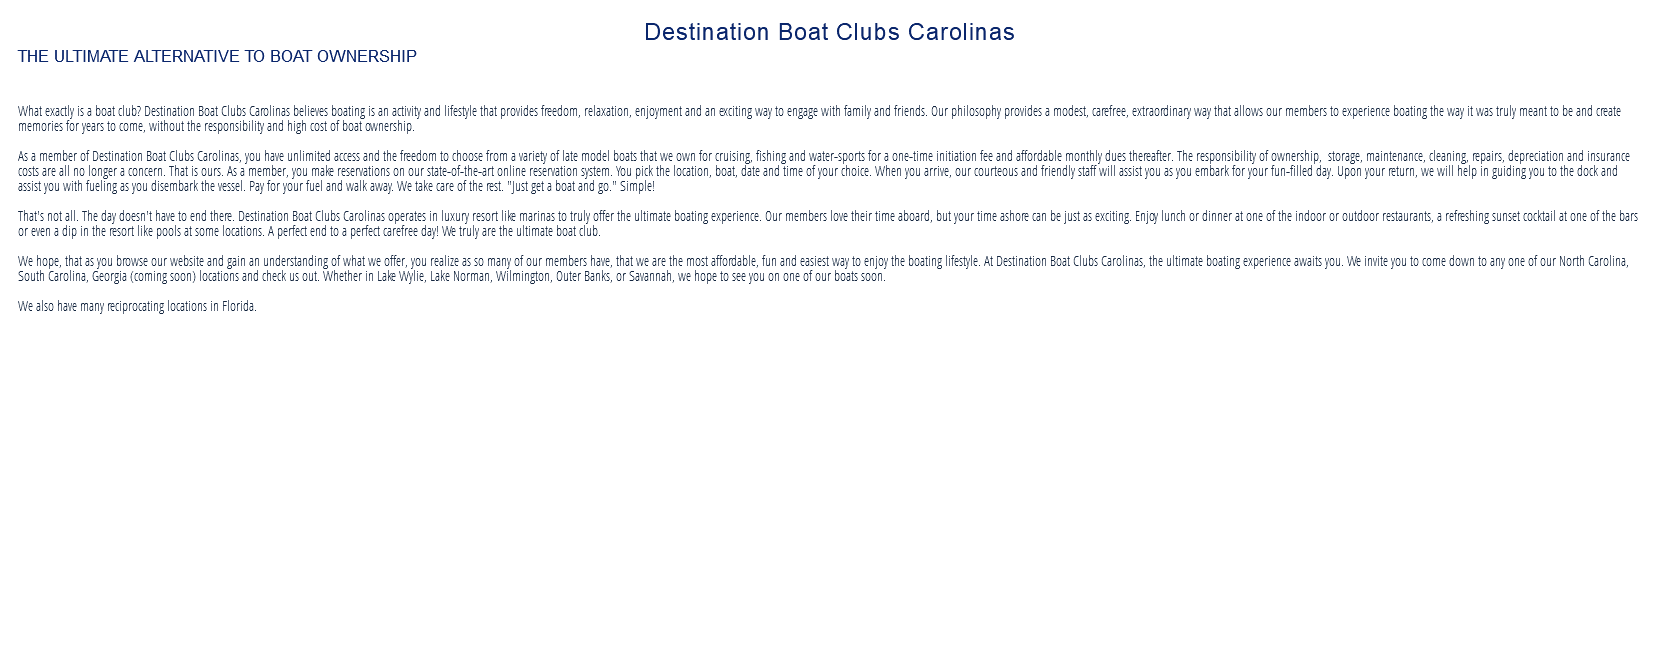 Destination Boat Clubs Carolinas
THE ULTIMATE ALTERNATIVE TO BOAT OWNERSHIP
What exactly is a boat club? Destination Boat Clubs Carolinas believes boating is an activity and lifestyle that provides freedom, relaxation, enjoyment and an exciting way to engage with family and friends. Our philosophy provides a modest, carefree, extraordinary way that allows our members to experience boating the way it was truly meant to be and create
memories for years to come, without the responsibility and high cost of boat ownership.
As a member of Destination Boat Clubs Carolinas, you have unlimited access and the freedom to choose from a variety of late model boats that we own for cruising, fishing and water-sports for a one-time initiation fee and affordable monthly dues thereafter. The responsibility of ownership,  storage, maintenance, cleaning, repairs, depreciation and insurance
costs are all no longer a concern. That is ours. As a member, you make reservations on our state-of-the-art online reservation system. You pick the location, boat, date and time of your choice. When you arrive, our courteous and friendly staff will assist you as you embark for your fun-filled day. Upon your return, we will help in guiding you to the dock and
assist you with fueling as you disembark the vessel. Pay for your fuel and walk away. We take care of the rest. "Just get a boat and go." Simple!
That's not all. The day doesn't have to end there. Destination Boat Clubs Carolinas operates in luxury resort like marinas to truly offer the ultimate boating experience. Our members love their time aboard, but your time ashore can be just as exciting. Enjoy lunch or dinner at one of the indoor or outdoor restaurants, a refreshing sunset cocktail at one of the bars
or even a dip in the resort like pools at some locations. A perfect end to a perfect carefree day! We truly are the ultimate boat club.
We hope, that as you browse our website and gain an understanding of what we offer, you realize as so many of our members have, that we are the most affordable, fun and easiest way to enjoy the boating lifestyle. At Destination Boat Clubs Carolinas, the ultimate boating experience awaits you. We invite you to come down to any one of our North Carolina,
South Carolina, Georgia (coming soon) locations and check us out. Whether in Lake Wylie, Lake Norman, Wilmington, Outer Banks, or Savannah, we hope to see you on one of our boats soon.
We also have many reciprocating locations in Florida.